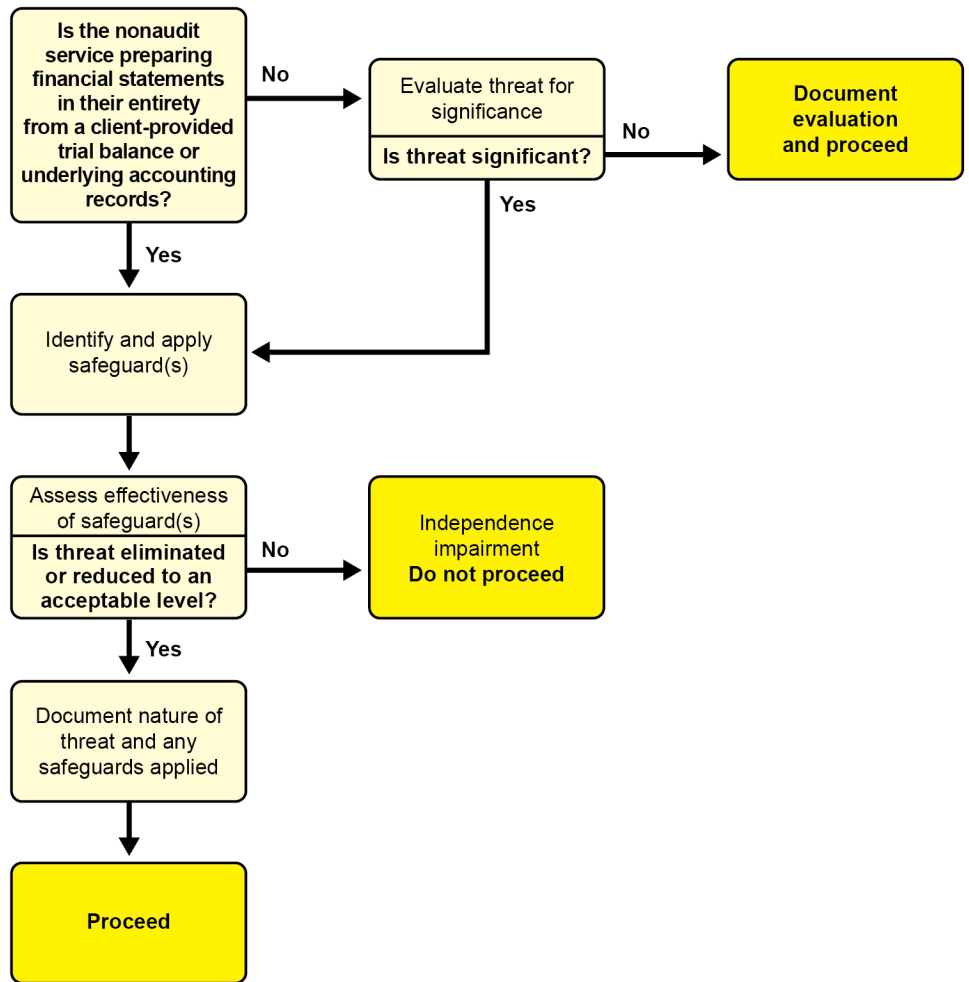 Is the nonaudit
service preparing
financial statements
in their entirety
from a client-provided
trial balance or
underlying accounting
records?
No
Evaluate threat for
significance
Is threat significant?
No
Document
evaluation
and proceed
Yes
Yes
Identify and apply
safeguard(s)
Assess effectiveness
of safeguard(s)
Is threat eliminated
or reduced to an
acceptable level?
No
Independence
impairment
Do not proceed
Yes
Document nature of
threat and any
safeguards applied
Proceed